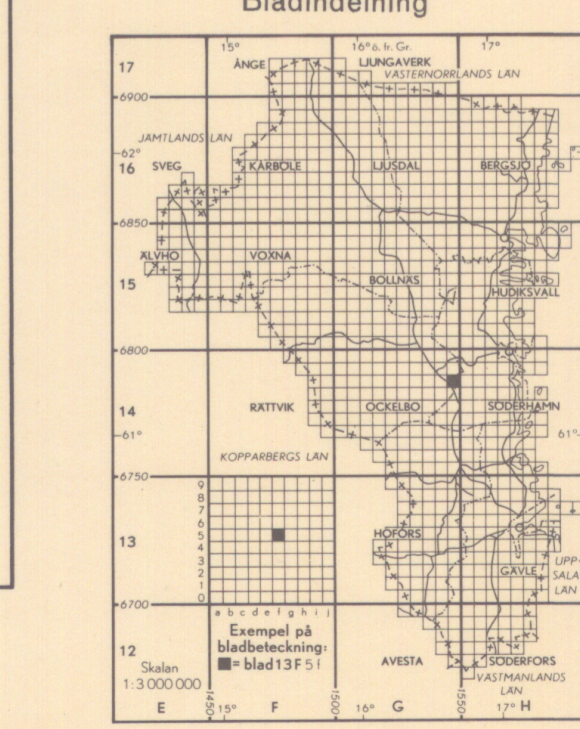 Bladindelning
15° 16° ö. fr. Gr. 17°
17 ÅNGE LJUNGAVERK
VÄSTERNORRLANDS LÄN
6900
JÄMTLANDS LÄN
62°
16 SVEG KÅRBÖLE LJUSDAL BERGSJÖ
6850
ÄLVHO VOXNA
15 BOLLNÄS HUDIKSVALL
6800
14 RÄTTVIK OCKELBO SÖDERHAMN
61° 61°
KOPPARBERGS LÄN
6750
9
8
7
6
5
4
3
2
1
0
13 HOFORS GÄVLE
UPP-
SALA
LÄN
6700
a b c d e f g h i j
Exempel på
bladbeteckning:
= blad 13 F 5 f
12 AVESTA SÖDERFORS
Skalan
1:3 000 000
VÄSTMANLANDS
LÄN
1450 1500 1550
E 15° F 16° G 17° H